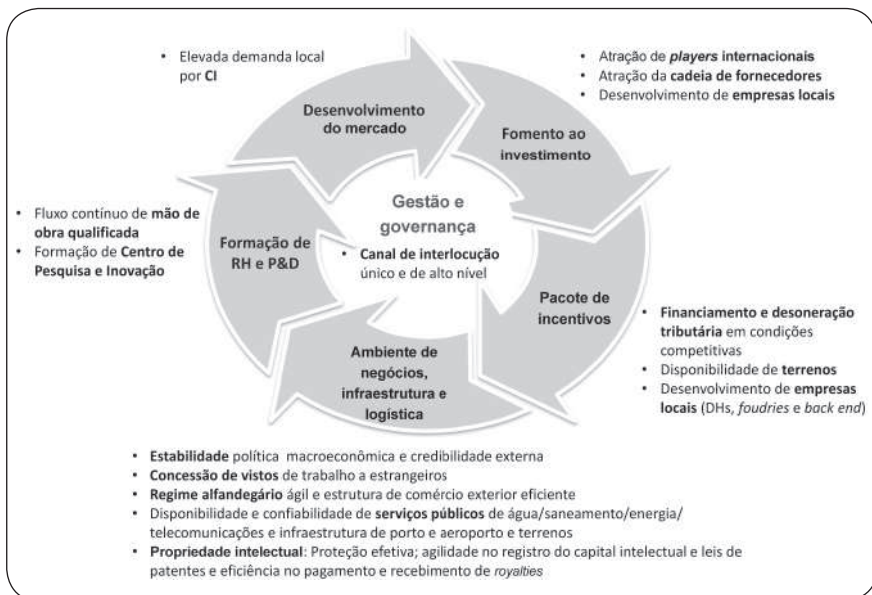 • Elevada demanda local
por CI
Desenvolvimento
do mercado
• Atração de players internacionais
• Atração da cadeia de fornecedores
• Desenvolvimento de empresas locais
Fomento ao
investimento
Gestão e
governança
• Canal de interlocução
único e de alto nível
• Fluxo contínuo de mão de
obra qualificada
• Formação de Centro de
Pesquisa e Inovação
Formação de
RH e P&D
Pacote de
incentivos
• Financiamento e desoneração
tributária em condições
competitivas
• Disponibilidade de terrenos
• Desenvolvimento de empresas
locais (DHs, foudries e back end)
Ambiente de
negócios,
infraestrutura e
logística
• Estabilidade política macroeconômica e credibilidade externa
• Concessão de vistos de trabalho a estrangeiros
• Regime alfandegário ágil e estrutura de comércio exterior eficiente
• Disponibilidade e confiabilidade de serviços públicos de água/saneamento/energia/
telecomunicações e infraestrutura de porto e aeroporto e terrenos
• Propriedade intelectual: Proteção efetiva; agilidade no registro do capital intelectual e leis de
patentes e eficiência no pagamento e recebimento de royalties